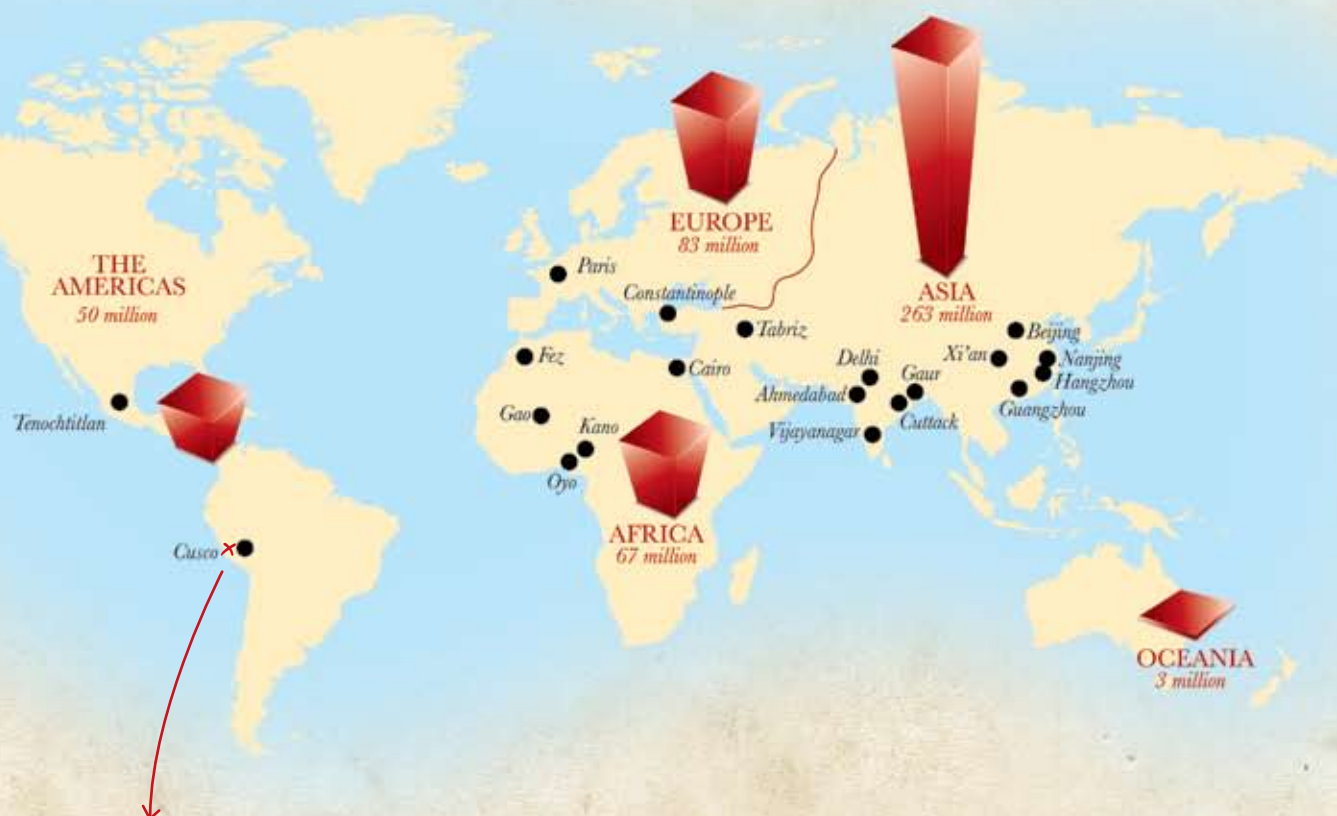 THE
AMERICAS
50 million
Tenochtitlan
Cusco
EUROPE
83 million
Paris
Constantinople
Tabriz
Fez
Cairo
Gao
Kano
Oyo
AFRICA
67 million
ASIA
263 million
Beijing
Xi'an
Nanjing
Hangzhou
Guangzhou
Delhi
Gaur
Ahmedabad
Cuttack
Vijayanagar
OCEANIA
3 million